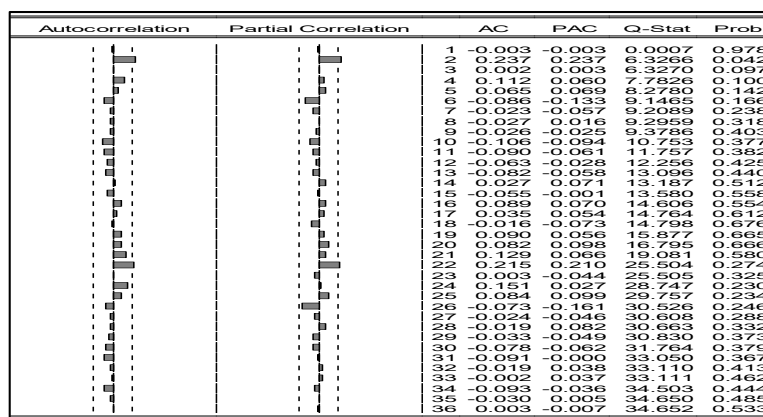 Autocorrelation Partial Correlation AC PAC Q-Stat Prob
1 -0.003 -0.003 0.0007 0.978
2 0.237 0.237 6.3266 0.042
3 0.002 0.003 6.3270 0.097
4 0.112 0.060 7.7826 0.100
5 0.065 0.069 8.2780 0.142
6 -0.086 -0.133 9.1465 0.166
7 -0.023 -0.057 9.2089 0.238
8 -0.027 0.016 9.2959 0.318
9 -0.026 -0.025 9.3786 0.403
10 -0.106 -0.094 10.753 0.377
11 -0.090 -0.061 11.757 0.382
12 -0.063 -0.028 12.256 0.425
13 -0.082 -0.058 13.096 0.440
14 0.027 0.071 13.187 0.512
15 -0.055 -0.001 13.580 0.558
16 0.089 0.070 14.606 0.554
17 0.035 0.054 14.764 0.612
18 -0.016 -0.073 14.798 0.676
19 0.090 0.056 15.877 0.665
20 0.082 0.098 16.795 0.666
21 0.129 0.066 19.081 0.580
22 0.215 0.210 25.504 0.274
23 0.003 -0.044 25.505 0.325
24 0.151 0.027 28.747 0.230
25 0.084 0.099 29.757 0.234
26 -0.073 -0.161 30.526 0.246
27 -0.024 -0.046 30.608 0.288
28 -0.019 0.082 30.663 0.332
29 -0.033 -0.049 30.830 0.373
30 -0.078 -0.062 31.764 0.379
31 -0.091 -0.000 33.050 0.367
32 -0.019 0.038 33.110 0.413
33 -0.002 0.037 33.111 0.462
34 -0.093 -0.036 34.503 0.444
35 -0.030 0.005 34.650 0.485
36 0.003 -0.007 34.652 0.533